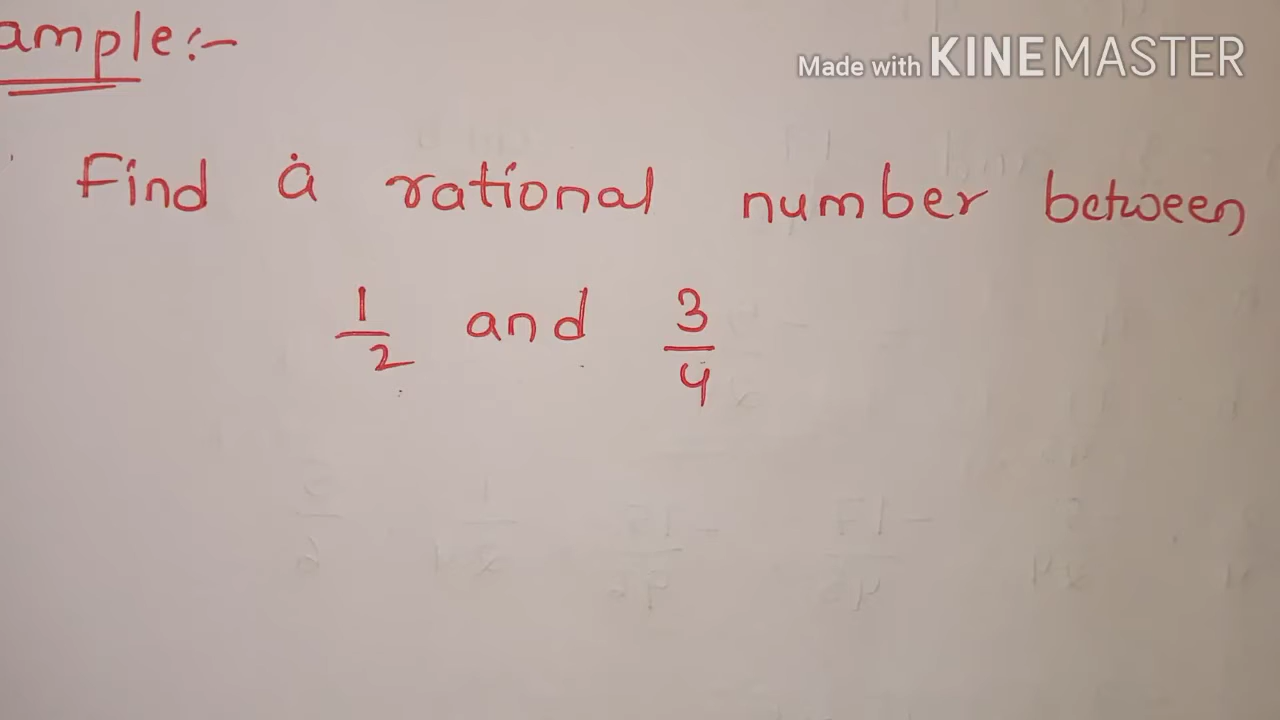 ample:-
Made with KINEMASTER
Find a rational number between
1/2 and 3/4